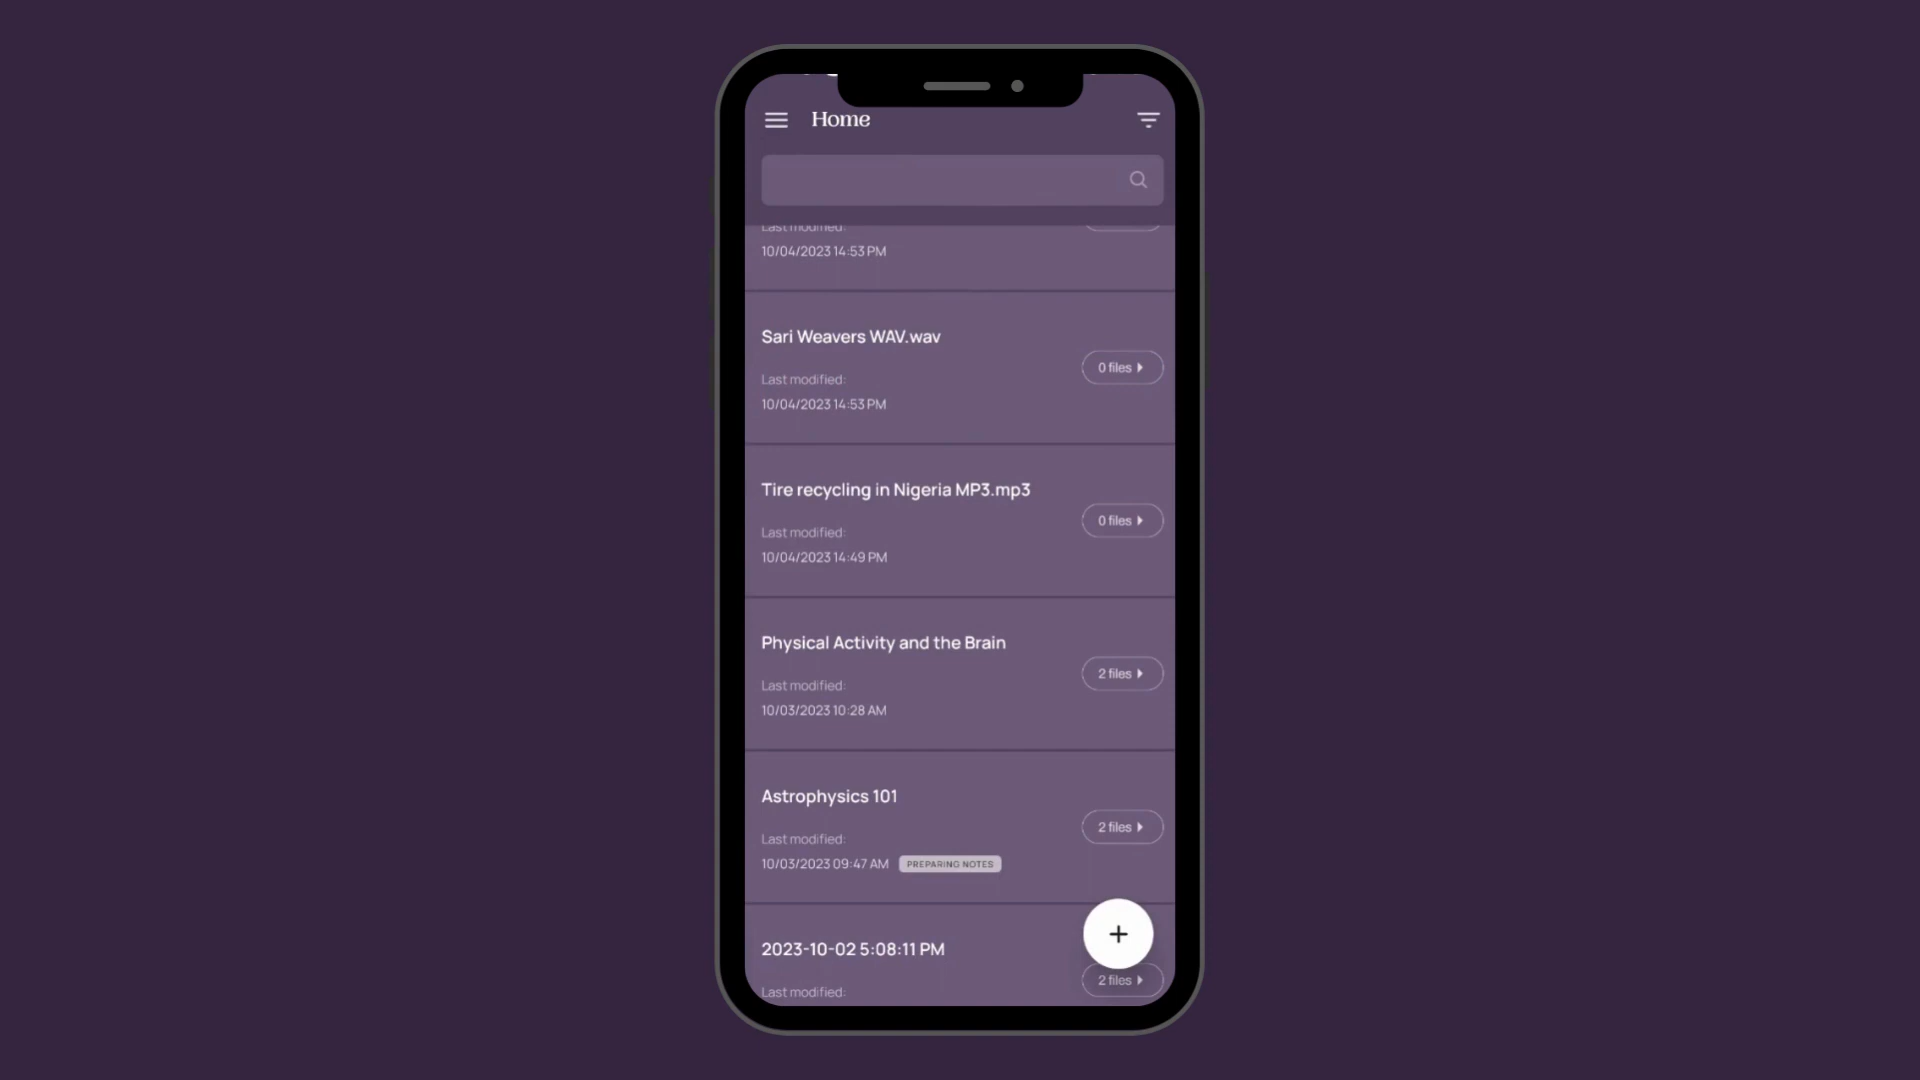 Home
Last modified:
10/04/2023 14:53 PM
Sari Weavers WAV.wav
0 files
Last modified:
10/04/2023 14:53 PM
Tire recycling in Nigeria MP3.mp3
0 files
Last modified:
10/04/2023 14:49 PM
Physical Activity and the Brain
2 files
Last modified:
10/03/2023 10:28 AM
Astrophysics 101
2 files
Last modified:
10/03/2023 09:47 AM PREPARING NOTES
2023-10-02 5:08:11 PM
2 files
Last modified: